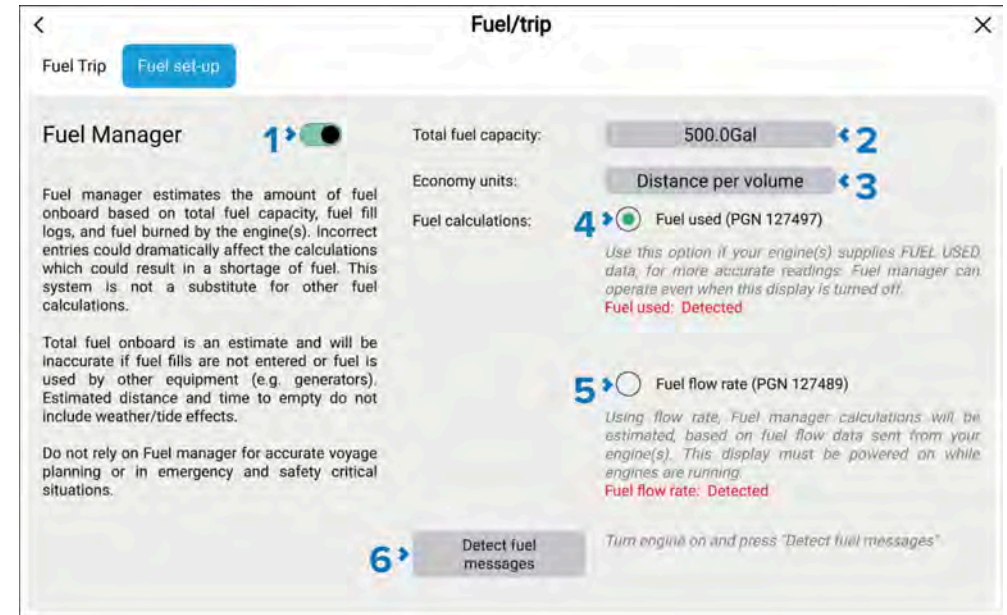 Fuel/trip
Fuel Trip
Fuel set-up
Fuel Manager
1
Fuel manager estimates the amount of fuel
onboard based on total fuel capacity, fuel fill
logs, and fuel burned by the engine(s). Incorrect
entries could dramatically affect the calculations
which could result in a shortage of fuel. This
system is not a substitute for other fuel
calculations.
Total fuel onboard is an estimate and will be
inaccurate if fuel fills are not entered or fuel is
used by other equipment (e.g. generators).
Estimated distance and time to empty do not
include weather/tide effects.
Do not rely on Fuel manager for accurate voyage
planning or in emergency and safety critical
situations.
Total fuel capacity:
500.0Gal
2
Economy units:
Distance per volume
3
Fuel calculations:
4
Fuel used (PGN 127497)
Use this option if your engine(s) supplies FUEL USED
data, for more accurate readings. Fuel manager can
operate even when this display is turned off.
Fuel used: Detected
5
Fuel flow rate (PGN 127489)
Using flow rate, Fuel manager calculations will be
estimated, based on fuel flow data sent from your
engine(s). This display must be powered on while
engines are running.
Fuel flow rate: Detected
6
Detect fuel
messages
Turn engine on and press "Detect fuel messages"